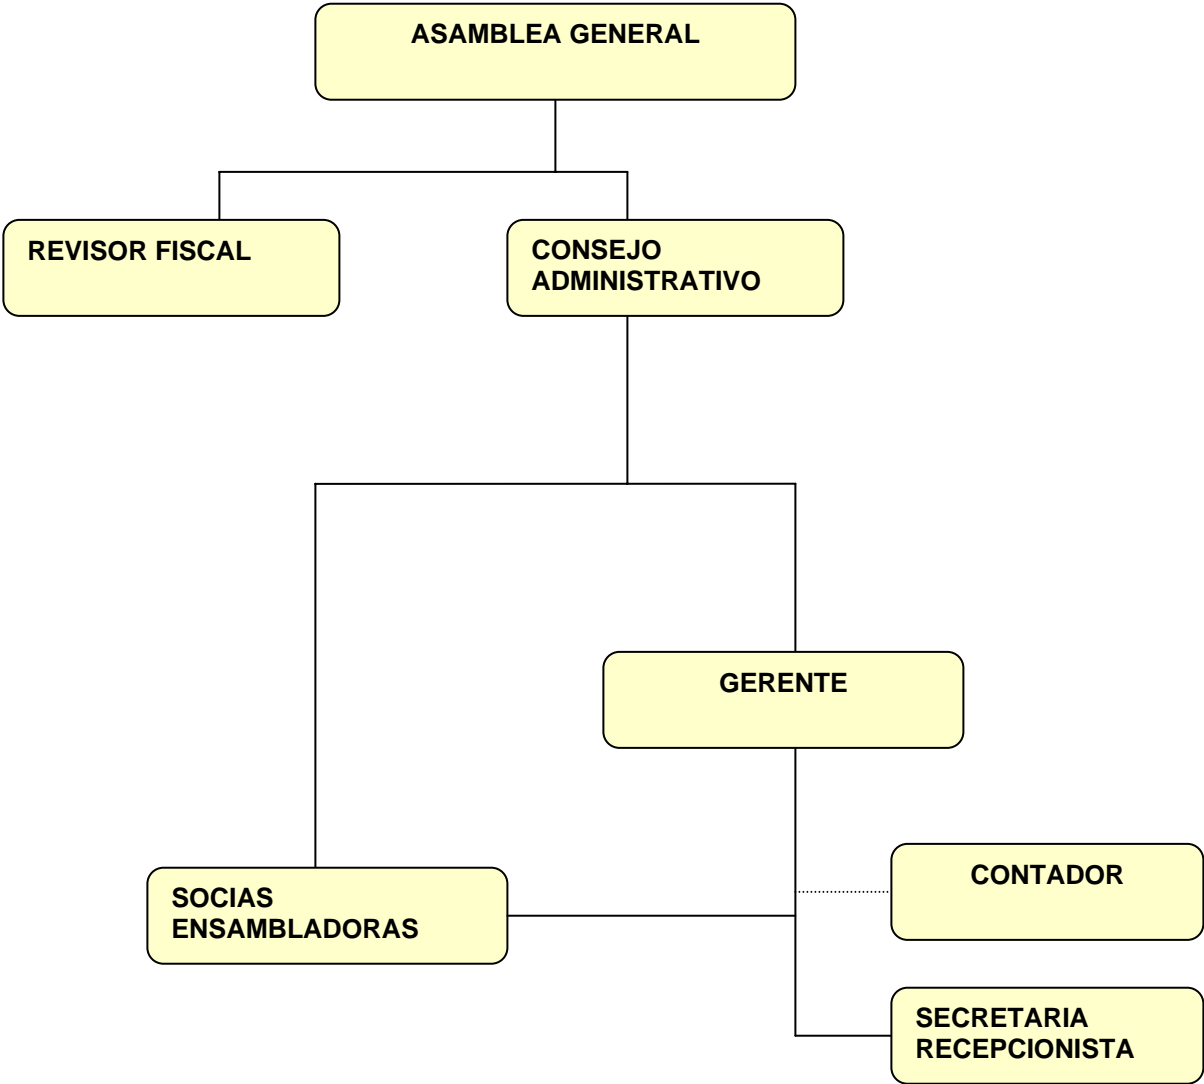 ASAMBLEA GENERAL
REVISOR FISCAL
CONSEJO
ADMINISTRATIVO
GERENTE
CONTADOR
SOCIAS
ENSAMBLADORAS
SECRETARIA
RECEPCIONISTA